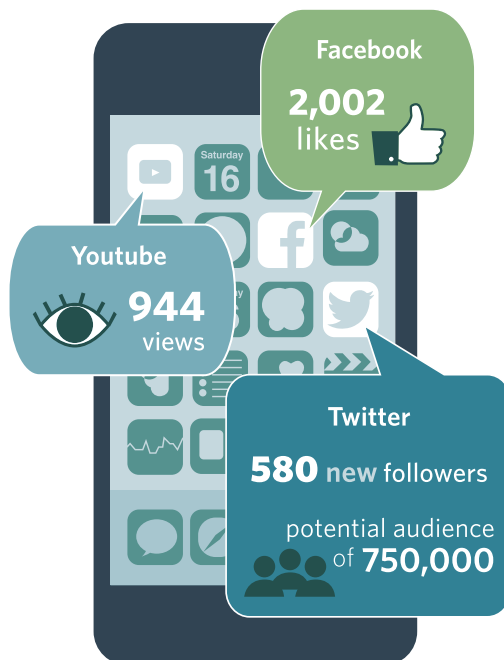 Facebook
2,002
likes
Saturday
16
Youtube
944
views
Twitter
580 new followers
potential audience
of 750,000